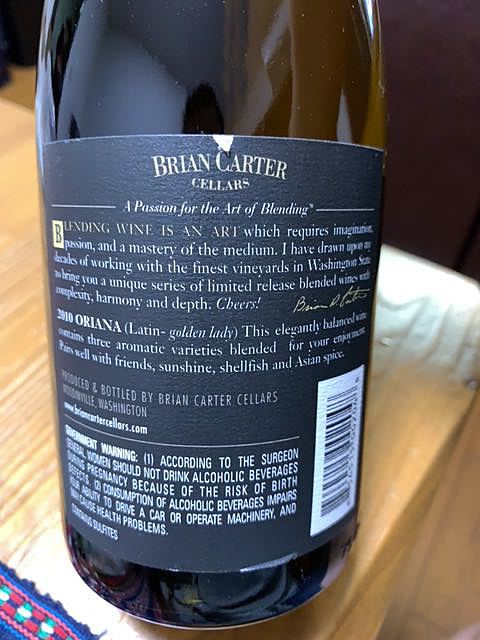 BRIAN CARTER
CELLARS
A Passion for the Art of Blending™
BLENDING WINE IS AN ART which requires imagination,
passion, and a mastery of the medium. I have drawn upon my
decades of working with the finest vineyards in Washington State
to bring you a unique series of limited release blended wines with
complexity, harmony and depth. Cheers! Brian D. Carter
2010 ORIANA (Latin- golden lady) This elegantly balanced wine
contains three aromatic varieties blended for your enjoyment.
Pairs well with friends, sunshine, shellfish and Asian spice.
PRODUCED & BOTTLED BY BRIAN CARTER CELLARS
WOODINVILLE, WASHINGTON
www.briancartercellars.com
GOVERNMENT WARNING: (1) ACCORDING TO THE SURGEON
GENERAL WOMEN SHOULD NOT DRINK ALCOHOLIC BEVERAGES
DURING PREGNANCY BECAUSE OF THE RISK OF BIRTH
DEFECTS. (2) CONSUMPTION OF ALCOHOLIC BEVERAGES IMPAIRS
YOUR ABILITY TO DRIVE A CAR OR OPERATE MACHINERY, AND
MAY CAUSE HEALTH PROBLEMS.
CONTAINS SULFITES